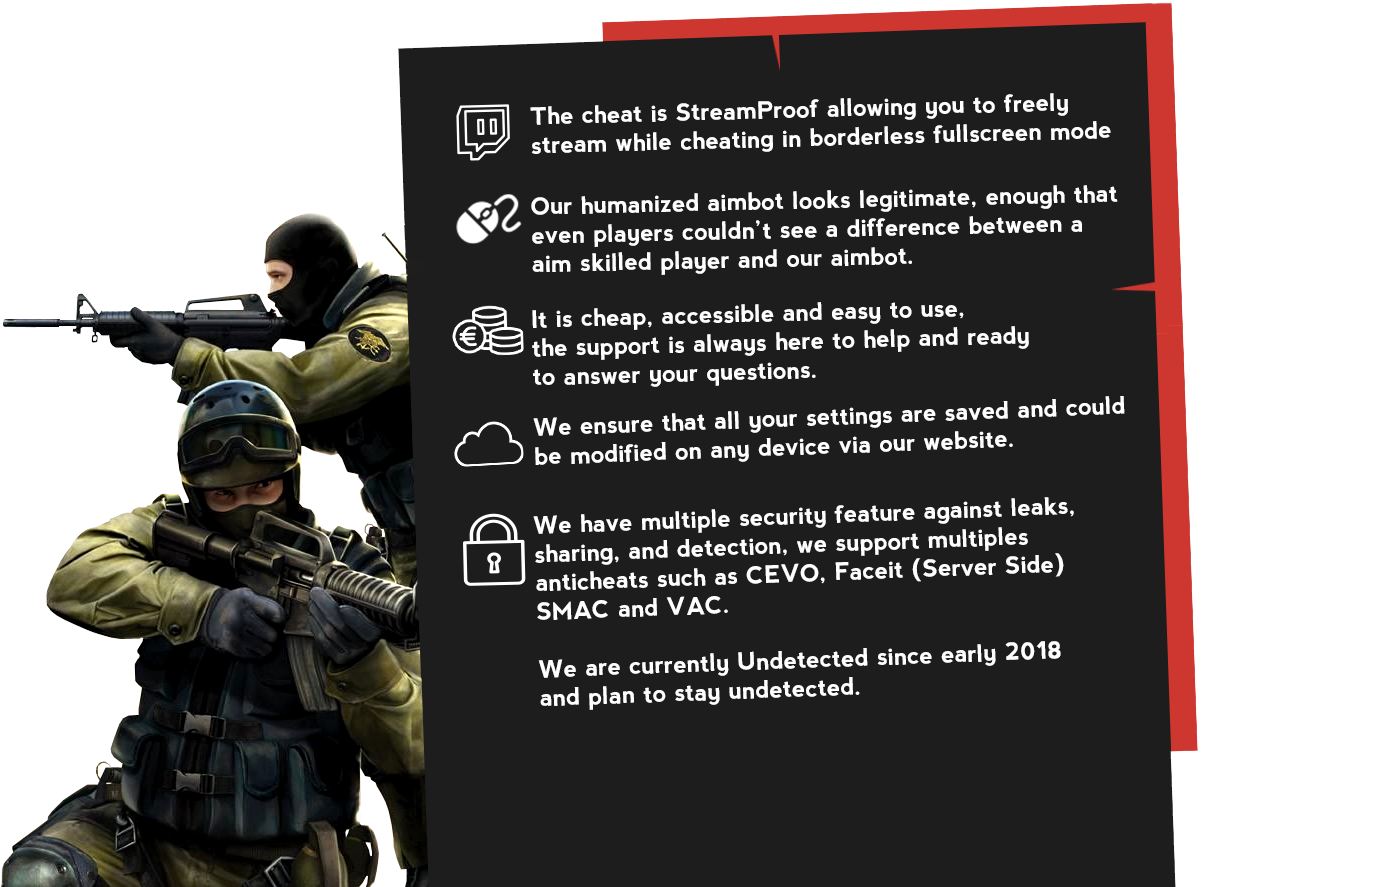 The cheat is StreamProof allowing you to freely
stream while cheating in borderless fullscreen mode
Our humanized aimbot looks legitimate, enough that
even players couldn't see a difference between a
aim skilled player and our aimbot.
It is cheap, accessible and easy to use,
the support is always here to help and ready
to answer your questions.
We ensure that all your settings are saved and could
be modified on any device via our website.
We have multiple security feature against leaks,
sharing, and detection, we support multiples
anticheats such as CEVO, Faceit (Server Side)
SMAC and VAC.
We are currently Undetected since early 2018
and plan to stay undetected.